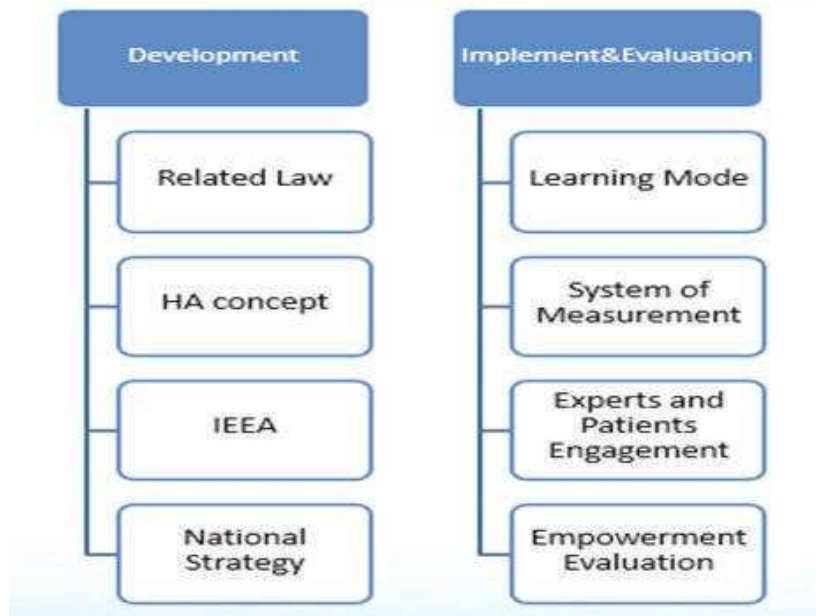 Development
Related Law
HA concept
IEEA
National
Strategy
Implement&Evaluation
Learning Mode
System of
Measurement
Experts and
Patients
Engagement
Empowerment
Evaluation